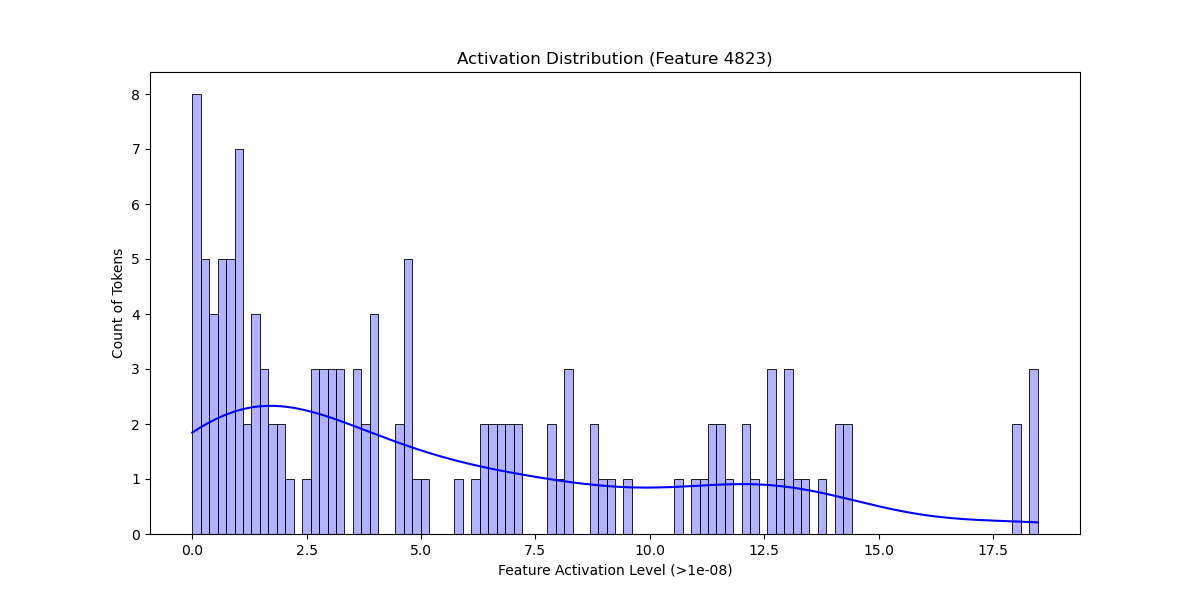 Activation Distribution (Feature 4823)
Count of Tokens
8
7
6
5
4
3
2
1
0
0.0 2.5 5.0 7.5 10.0 12.5 15.0 17.5
Feature Activation Level (>1e-08)